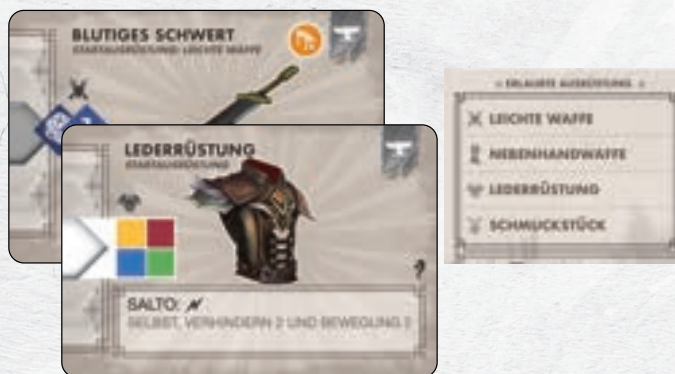 BLUTIGES SCHWERT
STARTAUSRÜSTUNG: LEICHTE WAFFE
LEDERRÜSTUNG
STARTAUSRÜSTUNG
SALTO:
SELBST, VERHINDERN 2 UND BEWEGUNG 2
ERLAUBTE AUSRÜSTUNG
LEICHTE WAFFE
NEBENHANDWAFFE
LEDERRÜSTUNG
SCHMUCKSTÜCK